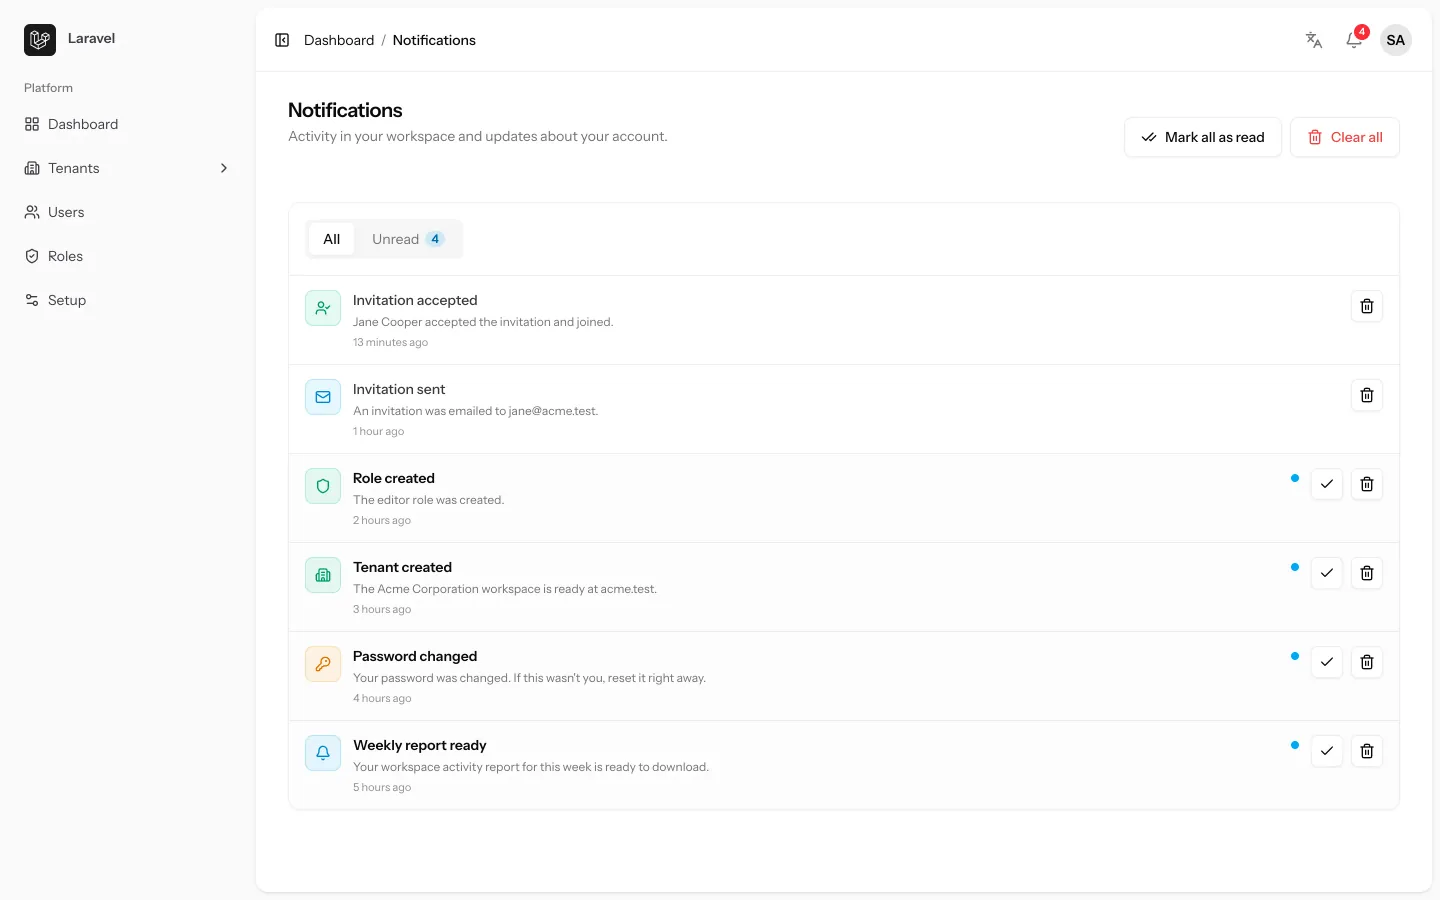 Laravel
Platform
Dashboard
Tenants
Users
Roles
Setup
Dashboard / Notifications
4
SA
Notifications
Activity in your workspace and updates about your account.
Mark all as read
Clear all
All
Unread 4
Invitation accepted
Jane Cooper accepted the invitation and joined.
13 minutes ago
Invitation sent
An invitation was emailed to jane@acme.test.
1 hour ago
Role created
The editor role was created.
2 hours ago
Tenant created
The Acme Corporation workspace is ready at acme.test.
3 hours ago
Password changed
Your password was changed. If this wasn't you, reset it right away.
4 hours ago
Weekly report ready
Your workspace activity report for this week is ready to download.
5 hours ago